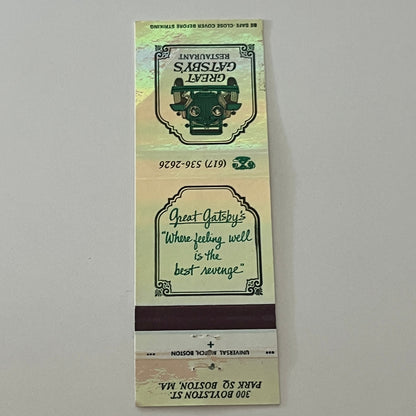 BE SAFE-CLOSE COVER BEFORE STRIKING
GREAT
GATSBY'S
RESTAURANT
(617) 536-2626
Great Gatsby's
"Where feeling well
is the
best revenge"
UNIVERSAL MATCH, BOSTON
300 BOYLSTON ST.
PARK SQ. BOSTON, MA.